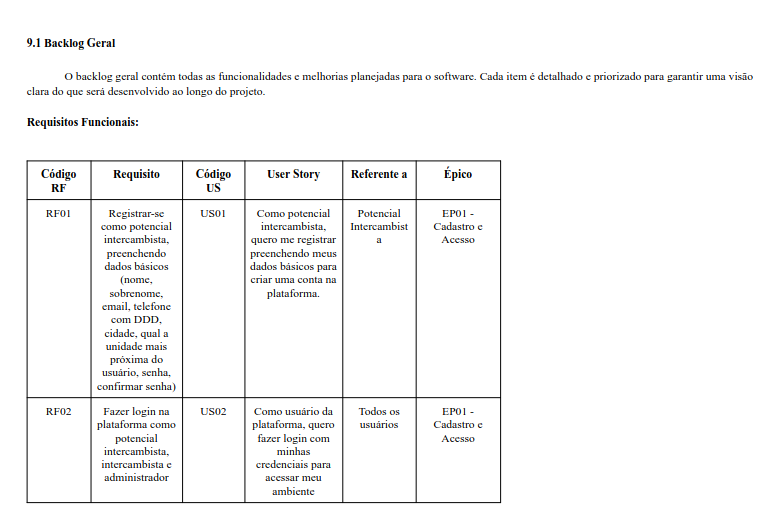 9.1 Backlog Geral
O backlog geral contém todas as funcionalidades e melhorias planejadas para o software. Cada item é detalhado e priorizado para garantir uma visão
clara do que será desenvolvido ao longo do projeto.
Requisitos Funcionais:
Código
RF
Requisito
Código
US
User Story
Referente a
Épico
RF01
Registrar-se
como potencial
intercambista,
preenchendo
dados básicos
(nome,
sobrenome,
email, telefone
com DDD,
cidade, qual a
unidade mais
próxima do
usuário, senha,
confirmar senha)
US01
Como potencial
intercambista,
quero me registrar
preenchendo meus
dados básicos para
criar uma conta na
plataforma.
Potencial
Intercambist
a
EP01 -
Cadastro e
Acesso
RF02
Fazer login na
plataforma como
potencial
intercambista,
intercambista e
administrador
US02
Como usuário da
plataforma, quero
fazer login com
minhas
credenciais para
acessar meu
ambiente
Todos os
usuários
EP01 -
Cadastro e
Acesso